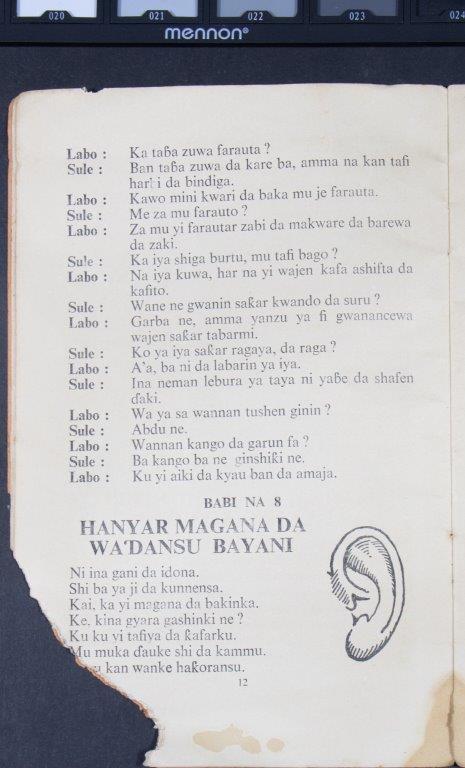 020 021 022 023 024
mennon®
Labo : Ka taɓa zuwa farauta ?
Sule : Ban taɓa zuwa da kare ba, amma na kan tafi
harɓi da bindiga.
Labo : Kawo mini kwari da baka mu je farauta.
Sule : Me za mu farauto ?
Labo : Za mu yi farautar zabi da makware da barewa
da zaki.
Sule : Ka iya shiga burtu, mu tafi bago ?
Labo : Na iya kuwa, har na yi wajen kafa ashifta da
kafito.
Sule : Wane ne gwanin saƙar kwando da suru ?
Labo : Garba ne, amma yanzu ya fi gwanancewa
wajen saƙar tabarmi.
Sule : Ko ya iya saƙar ragaya, da raga ?
Labo : A'a, ba ni da labarin ya iya.
Sule : Ina neman lebura ya taya ni yaɓe da shafen
ɗaki.
Labo : Wa ya sa wannan tushen ginin ?
Sule : Abdu ne.
Labo : Wannan kango da garun fa ?
Sule : Ba kango ba ne ginshiƙi ne.
Labo : Ku yi aiki da kyau ban da amaja.
BABI NA 8
HANYAR MAGANA DA
WAƊANSU BAYANI
Ni ina gani da idona.
Shi ba ya ji da kunnensa.
Kai, ka yi magana da bakinka.
Ke, kina gyara gashinki ne ?
Ku ku yi tafiya da ƙafarku.
Mu muka ɗauke shi da kammu.
kan wanke haƙoransu.
12